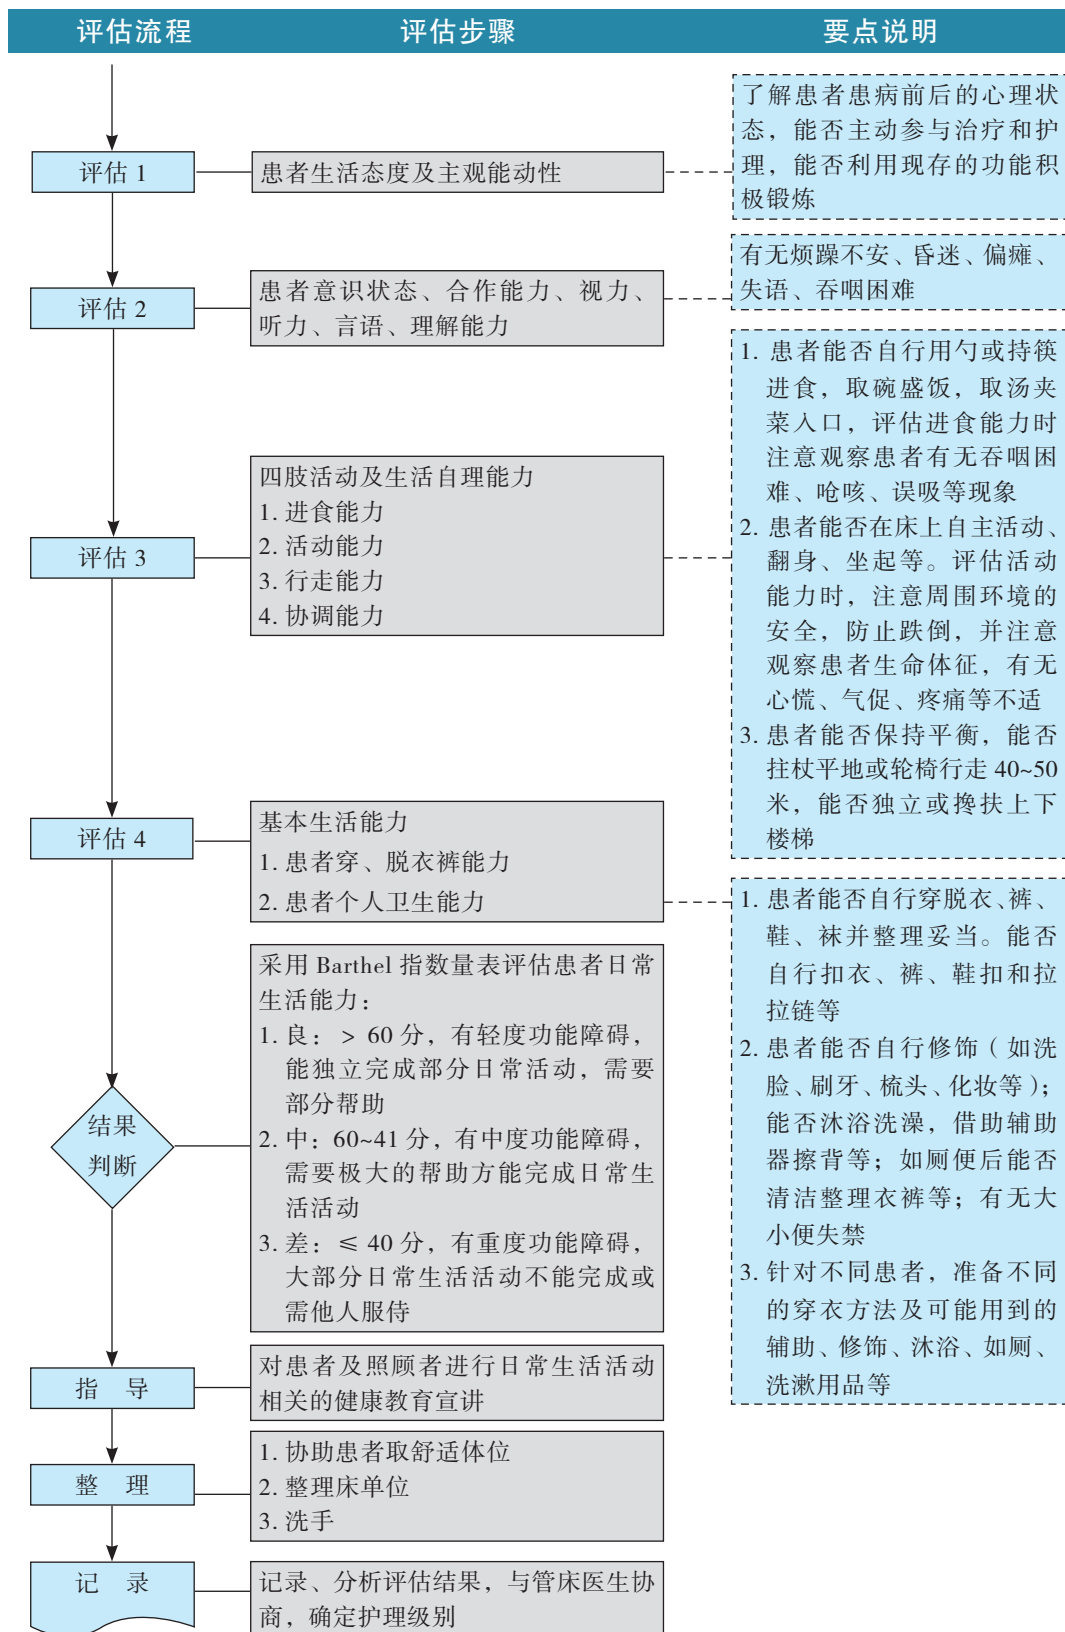 评估流程 评估步骤 要点说明
评估 1
患者生活态度及主观能动性
了解患者患病前后的心理状
态，能否主动参与治疗和护
理，能否利用现存的功能积
极锻炼
评估 2
患者意识状态、合作能力、视力、
听力、言语、理解能力
有无烦躁不安、昏迷、偏瘫、
失语、吞咽困难
评估 3
四肢活动及生活自理能力
1. 进食能力
2. 活动能力
3. 行走能力
4. 协调能力
1. 患者能否自行用勺或持筷
进食，取碗盛饭，取汤夹
菜入口，评估进食能力时
注意观察患者有无吞咽困
难、呛咳、误吸等现象
2. 患者能否在床上自主活动、
翻身、坐起等。评估活动
能力时，注意周围环境的
安全，防止跌倒，并注意
观察患者生命体征，有无
心慌、气促、疼痛等不适
3. 患者能否保持平衡，能否
拄杖平地或轮椅行走 40~50
米，能否独立或搀扶上下
楼梯
评估 4
基本生活能力
1. 患者穿、脱衣裤能力
2. 患者个人卫生能力
1. 患者能否自行穿脱衣、裤、
鞋、袜并整理妥当。能否
自行扣衣、裤、鞋扣和拉
拉链等
2. 患者能否自行修饰（如洗
脸、刷牙、梳头、化妆等）；
能否沐浴洗澡，借助辅助
器擦背等；如厕便后能否
清洁整理衣裤等；有无大
小便失禁
3. 针对不同患者，准备不同
的穿衣方法及可能用到的
辅助、修饰、沐浴、如厕、
洗漱用品等
结果
判断
采用 Barthel 指数量表评估患者日常
生活能力：
1. 良：＞ 60 分，有轻度功能障碍，
能独立完成部分日常活动，需要
部分帮助
2. 中：60~41 分，有中度功能障碍，
需要极大的帮助方能完成日常生
活活动
3. 差：≤ 40 分，有重度功能障碍，
大部分日常生活活动不能完成或
需他人服侍
指 导
对患者及照顾者进行日常生活活动
相关的健康教育宣讲
整 理
1. 协助患者取舒适体位
2. 整理床单位
3. 洗手
记 录
记录、分析评估结果，与管床医生协
商，确定护理级别